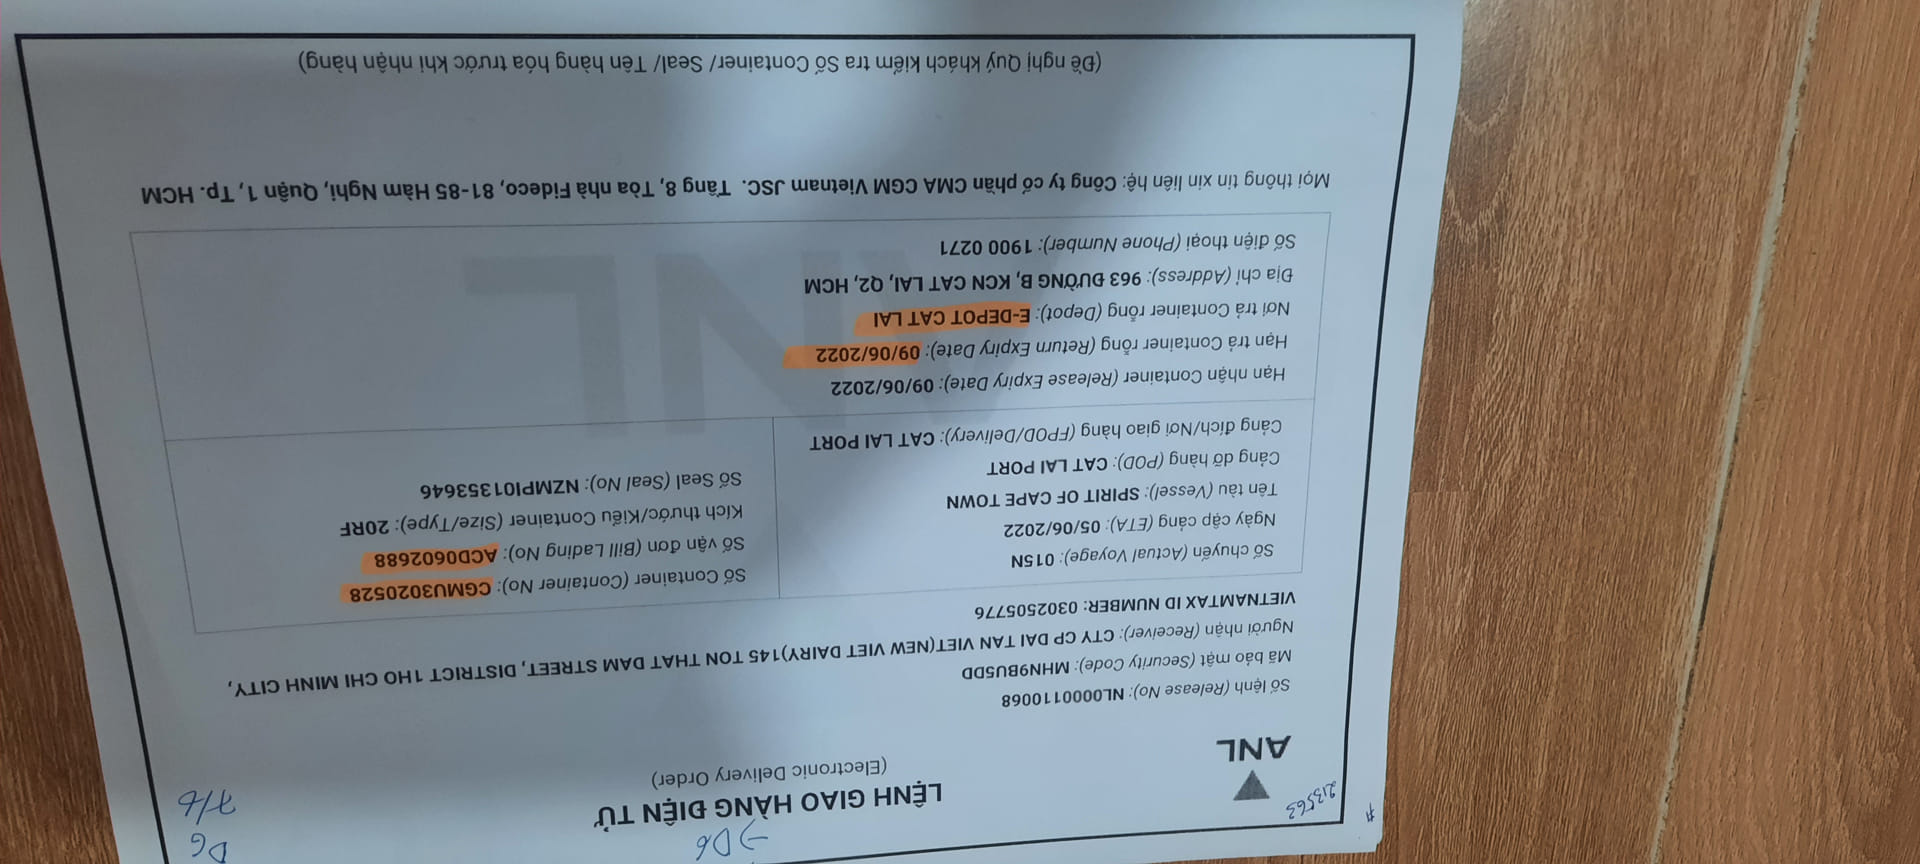 → D6
DG
7/6
213563
ANL
LỆNH GIAO HÀNG ĐIỆN TỬ
(Electronic Delivery Order)
Số lệnh (Release No): NL0000110068
Mã bảo mật (Security Code): MHN9BU5DD
Người nhận (Receiver): CTY CP DAI TAN VIET(NEW VIET DAIRY)145 TON THAT DAM STREET, DISTRICT 1HO CHI MINH CITY,
VIETNAMTAX ID NUMBER: 0302505776
Số chuyến (Actual Voyage): 015N
Ngày cập cảng (ETA): 05/06/2022
Tên tàu (Vessel): SPIRIT OF CAPE TOWN
Cảng dỡ hàng (POD): CAT LAI PORT
Cảng đích/Nơi giao hàng (FPOD/Delivery): CAT LAI PORT
Số Container (Container No): CGMU3020528
Số vận đơn (Bill Lading No): ACD0602688
Kích thước/Kiểu Container (Size/Type): 20RF
Số Seal (Seal No): NZMPI01353646
Hạn nhận Container (Release Expiry Date): 09/06/2022
Hạn trả Container rỗng (Return Expiry Date): 09/06/2022
Nơi trả Container rỗng (Depot): E-DEPOT CAT LAI
Địa chỉ (Address): 963 ĐƯỜNG B, KCN CAT LAI, Q2, HCM
Số điện thoại (Phone Number): 1900 0271
ANL
Mọi thông tin xin liên hệ: Công ty cổ phần CMA CGM Vietnam JSC. Tầng 8, Tòa nhà Fideco, 81-85 Hàm Nghi, Quận 1, Tp. HCM
(Đề nghị Quý khách kiểm tra Số Container/ Seal/ Tên hàng hóa trước khi nhận hàng)